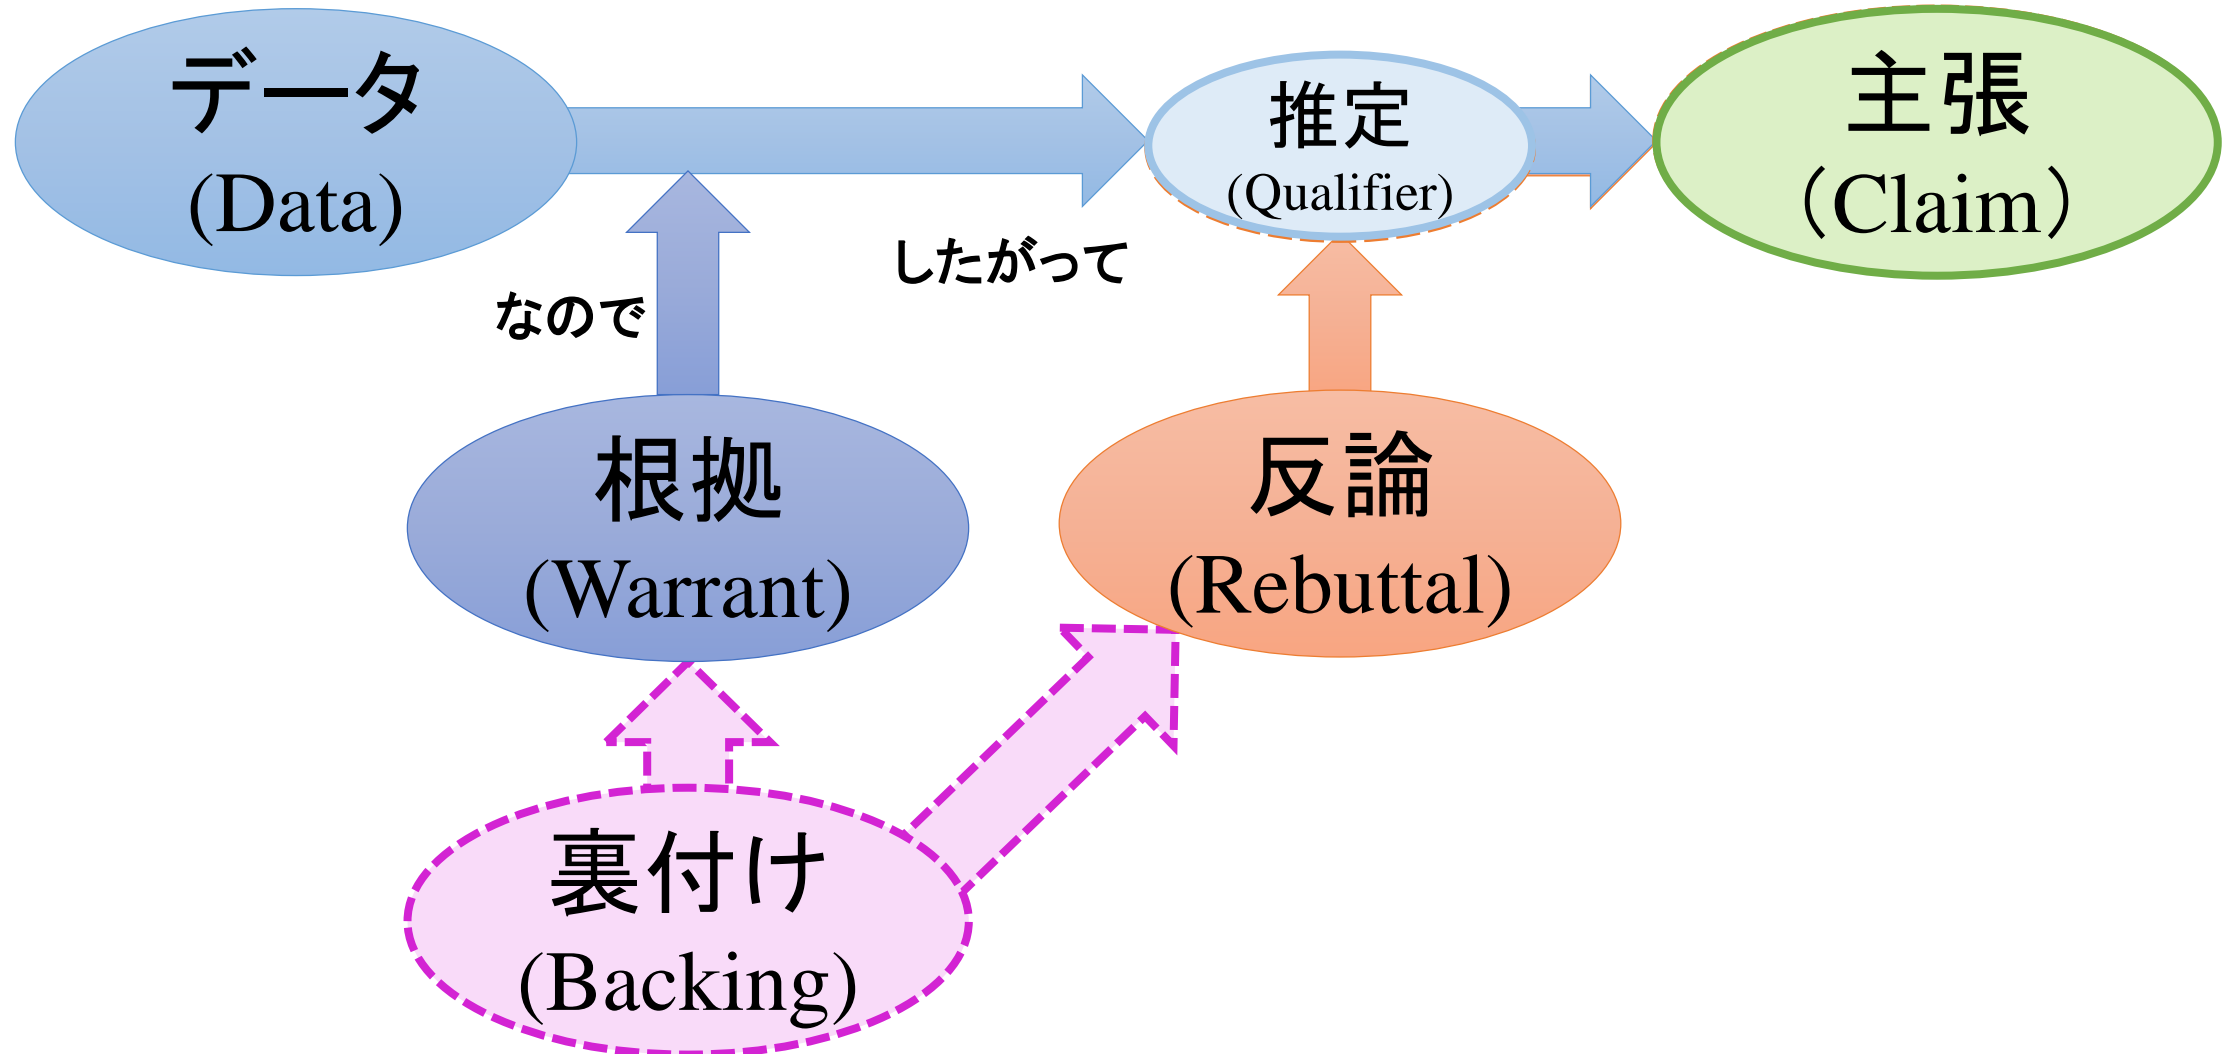 データ
(Data)
推定
(Qualifier)
主張
（Claim）
なので
したがって
根拠
(Warrant)
反論
(Rebuttal)
裏付け
(Backing)